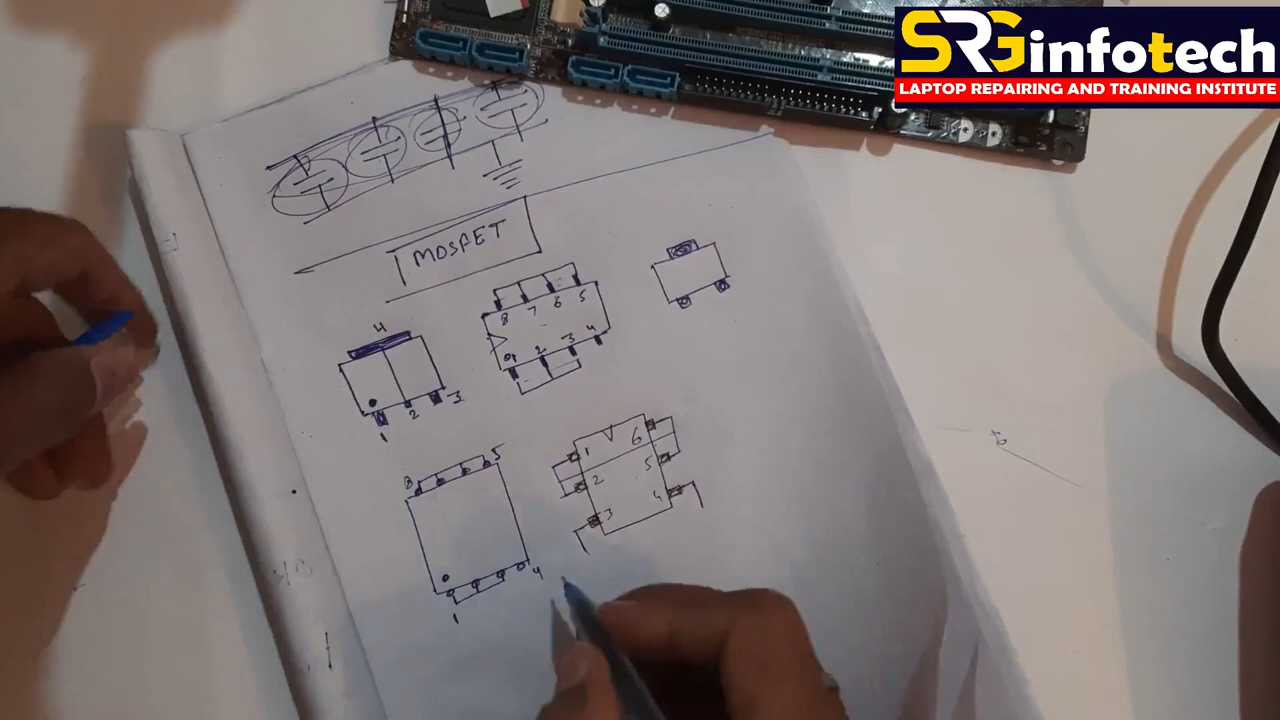 SRGinfotech
LAPTOP REPAIRING AND TRAINING INSTITUTE
MOSFET
8 7 6 5
1 2 3 4
4
1 2 3
1 6
2 5
3 4
8 5
1 4